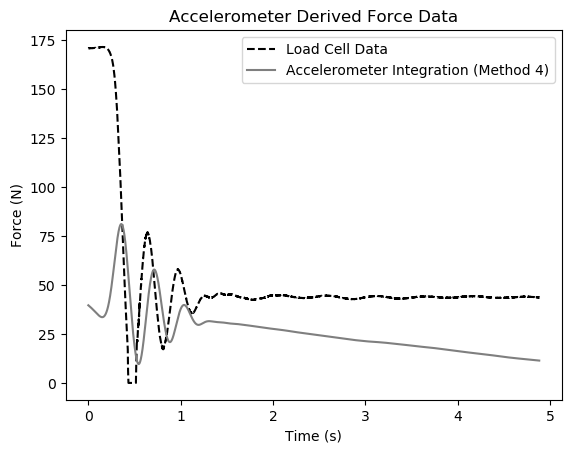 Accelerometer Derived Force Data
Load Cell Data
Accelerometer Integration (Method 4)
175
150
125
100
75
50
25
0
Force (N)
0 1 2 3 4 5
Time (s)